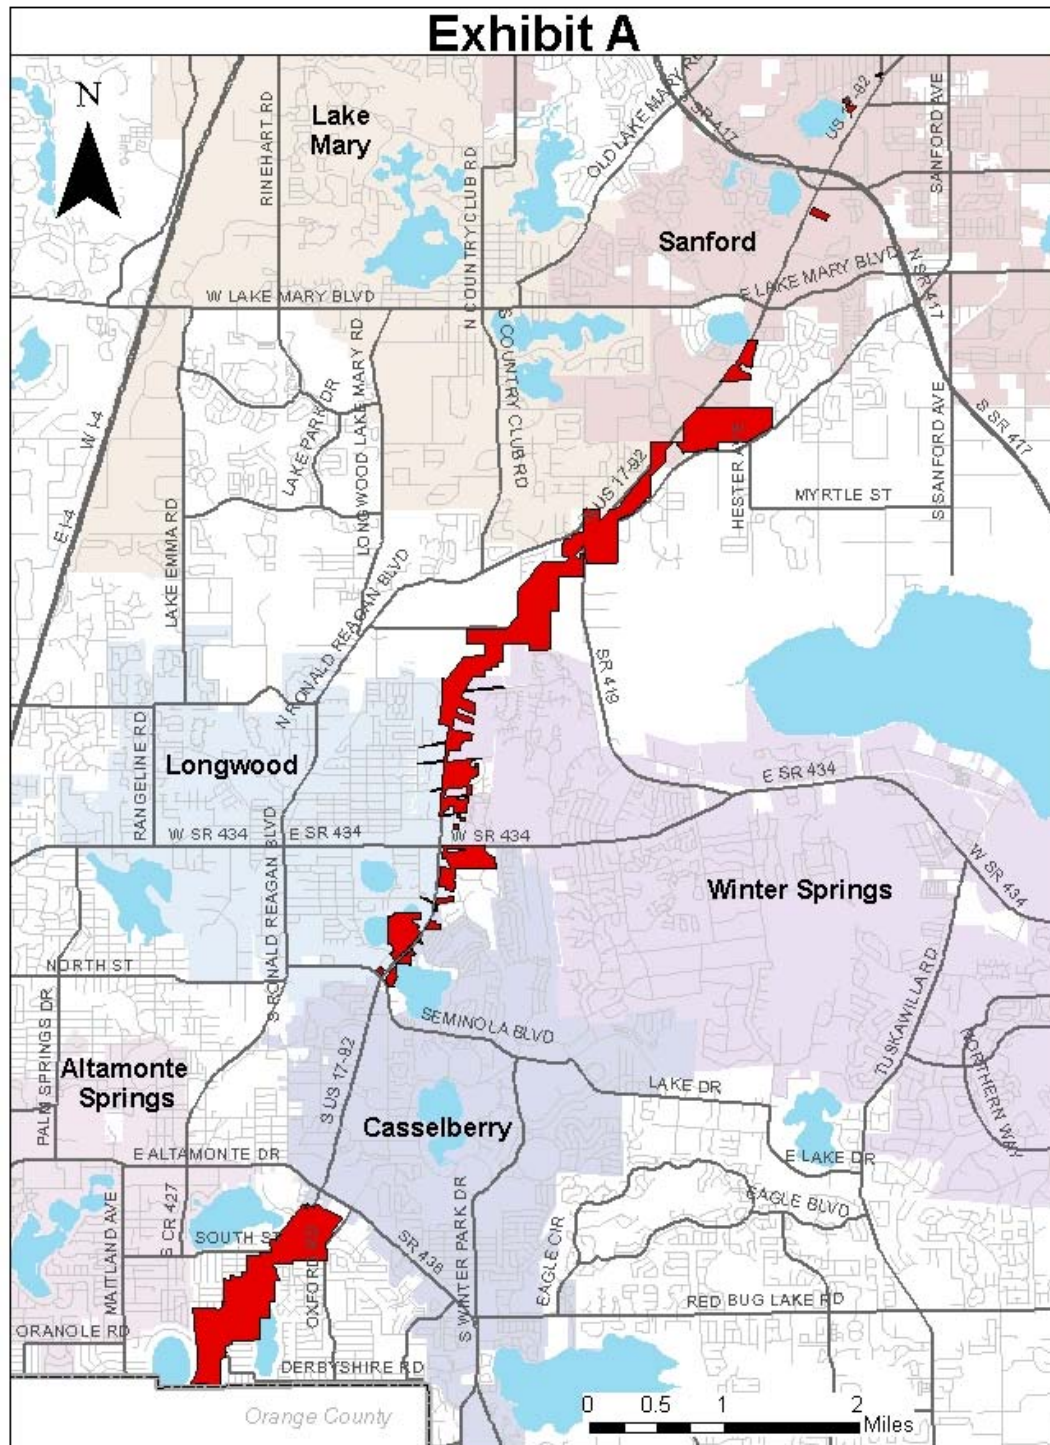 Exhibit A
N
Lake
Mary
RINEHART RD
N COUNTRY CLUB RD
OLD LAKE MARY RD
SR 417
SANFORD AVE
Sanford
E LAKE MARY BLVD
N SR 417
W LAKE MARY BLVD
S COUNTRY CLUB RD
LAKE PARK DR
LONGWOOD LAKE MARY RD
W I-4
E I-4
S SANFORD AVE
S SR 417
US 17-92
HESTER
MYRTLE ST
LAKE EMMA RD
N RONALD REAGAN BLVD
SR 419
RANGELINE RD
Longwood
E SR 434
W SR 434
E SR 434
W SR 434
W SR 434
S RONALD REAGAN BLVD
Winter Springs
NORTH ST
TUSKAWILLA RD
PALM SPRINGS DR
SEMINOLA BLVD
NORTHERN WAY
Altamonte
Springs
S US 17-92
LAKE DR
Casselberry
E ALTAMONTE DR
E LAKE DR
MAITLAND AVE
S CR 427
SOUTH ST
EAGLE BLVD
S WINTER PARK DR
EAGLE CIR
SR 436
OXFORD
RED BUG LAKE RD
ORANOLE RD
DERBYSHIRE RD
Orange County
0 0.5 1 2
Miles